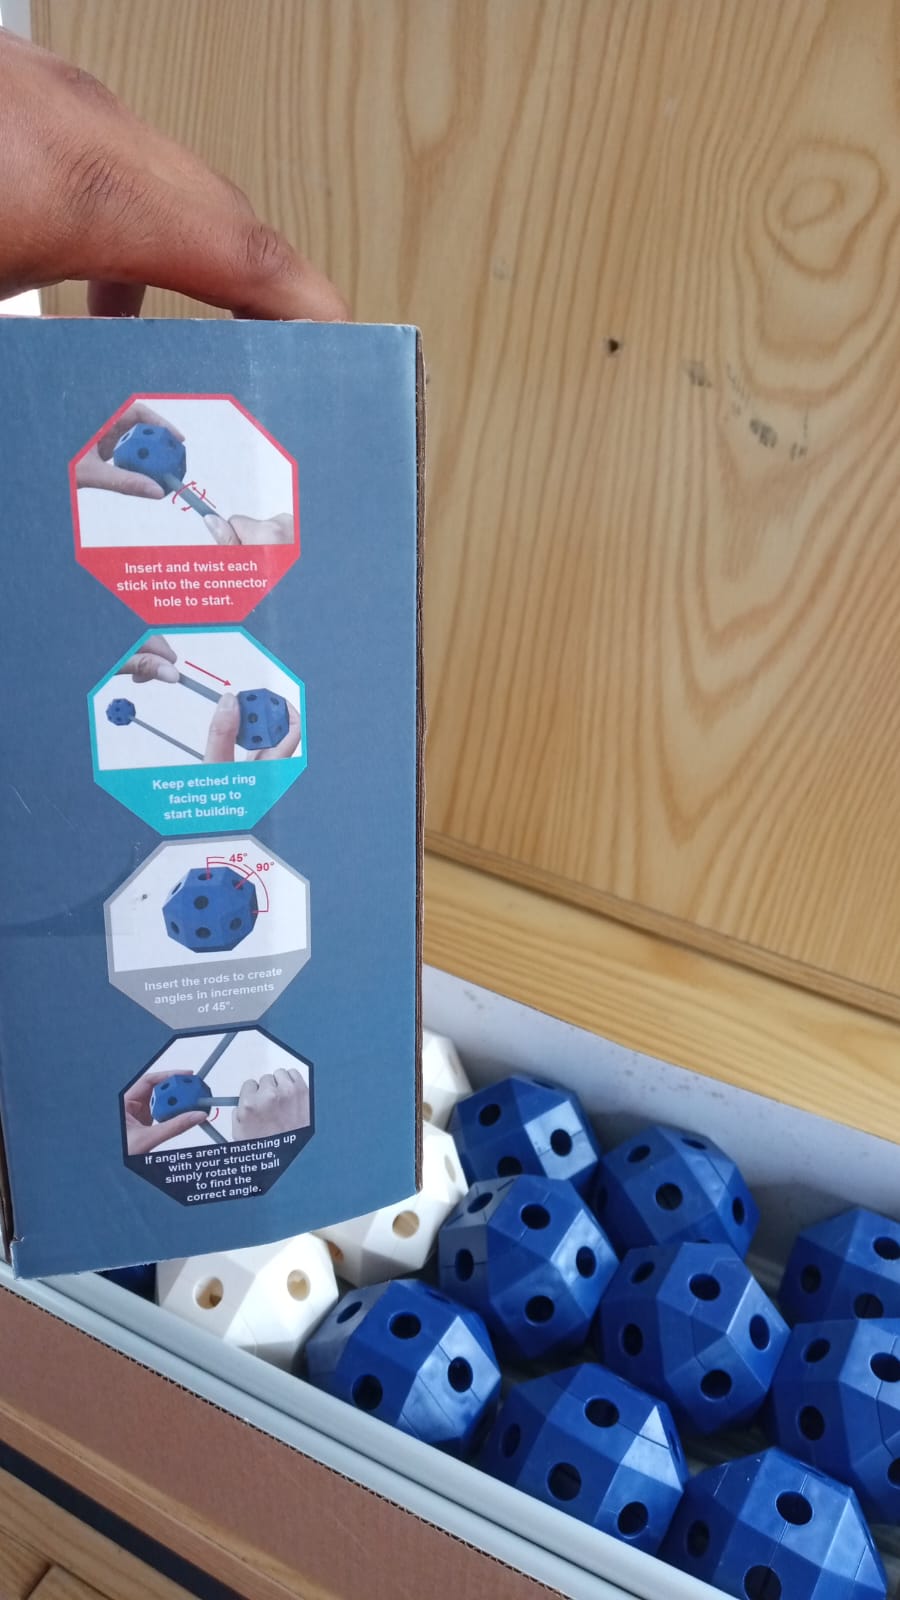 Insert and twist each
stick into the connector
hole to start.
Keep etched ring
facing up to
start building.
45°
90°
Insert the rods to create
angles in increments
of 45°.
If angles aren't matching up
with your structure,
simply rotate the ball
to find the
correct angle.